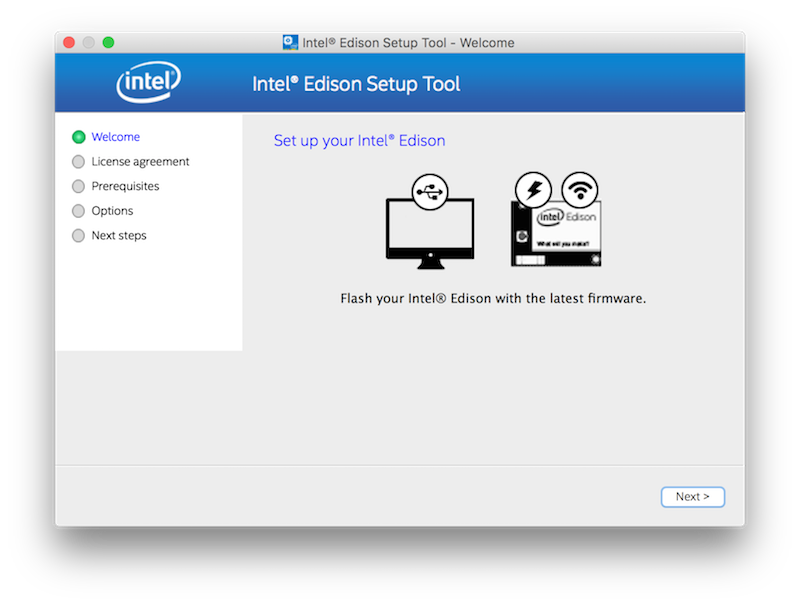 Intel® Edison Setup Tool - Welcome
intel®
Intel® Edison Setup Tool
Welcome
License agreement
Prerequisites
Options
Next steps
Set up your Intel® Edison
intel Edison
What will you make?
Flash your Intel® Edison with the latest firmware.
Next >